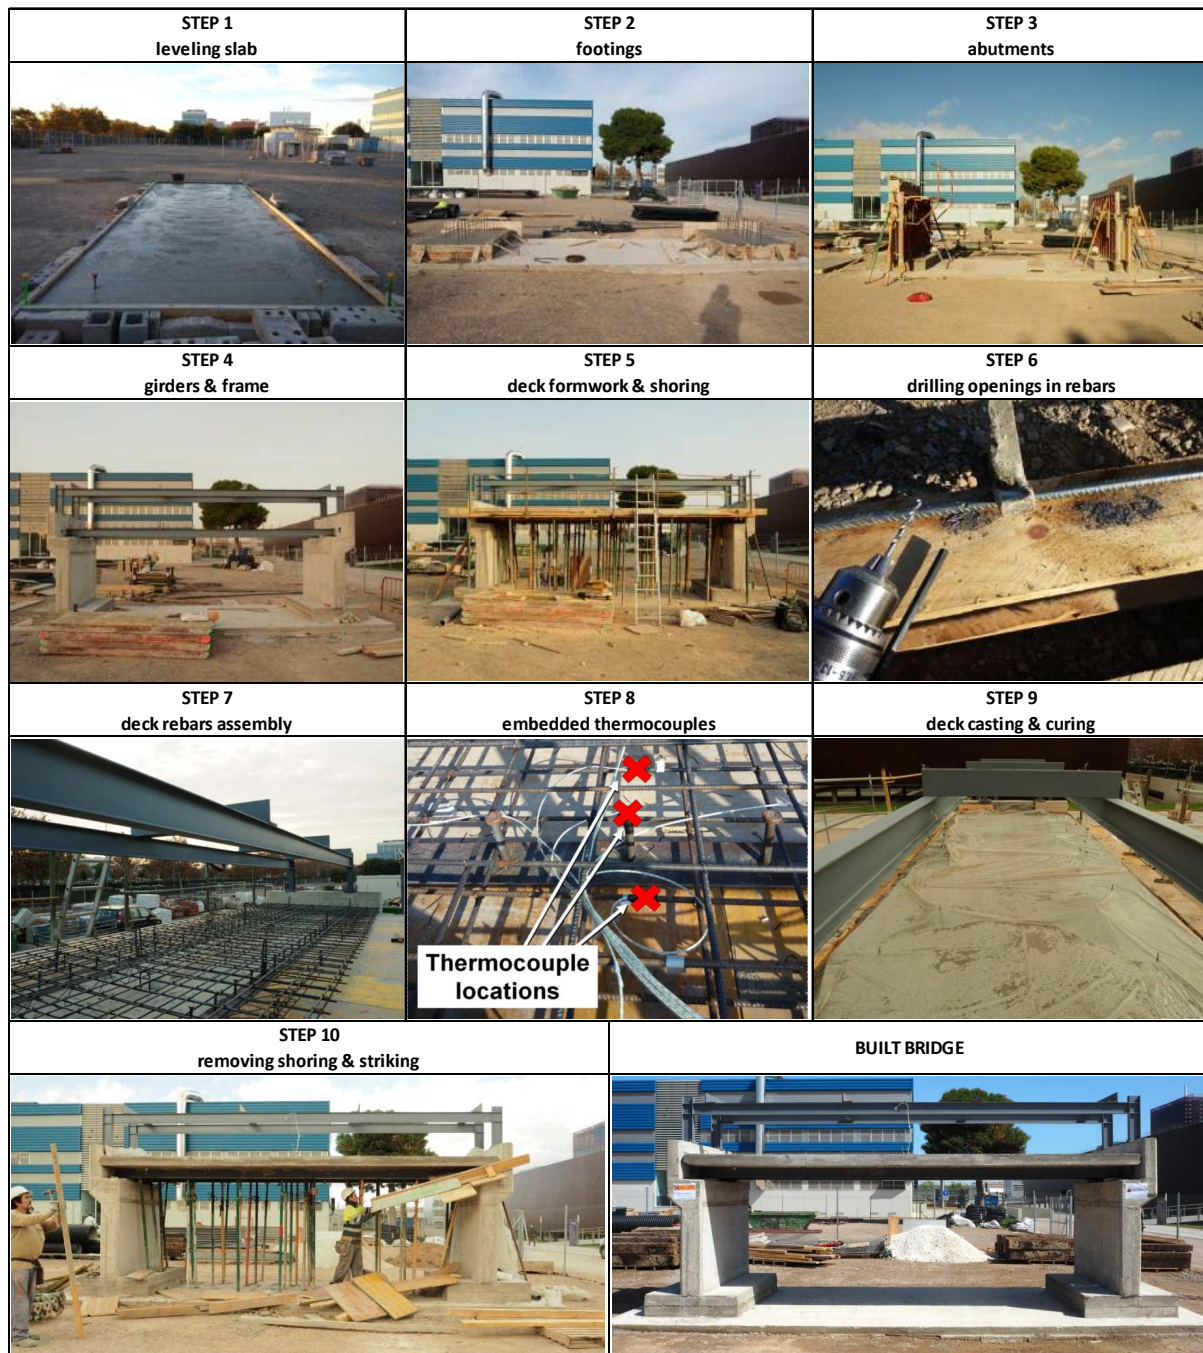 STEP 1
leveling slab
STEP 2
footings
STEP 3
abutments
STEP 4
girders & frame
STEP 5
deck formwork & shoring
STEP 6
drilling openings in rebars
STEP 7
deck rebars assembly
STEP 8
embedded thermocouples
Thermocouple
locations
STEP 9
deck casting & curing
STEP 10
removing shoring & striking
BUILT BRIDGE